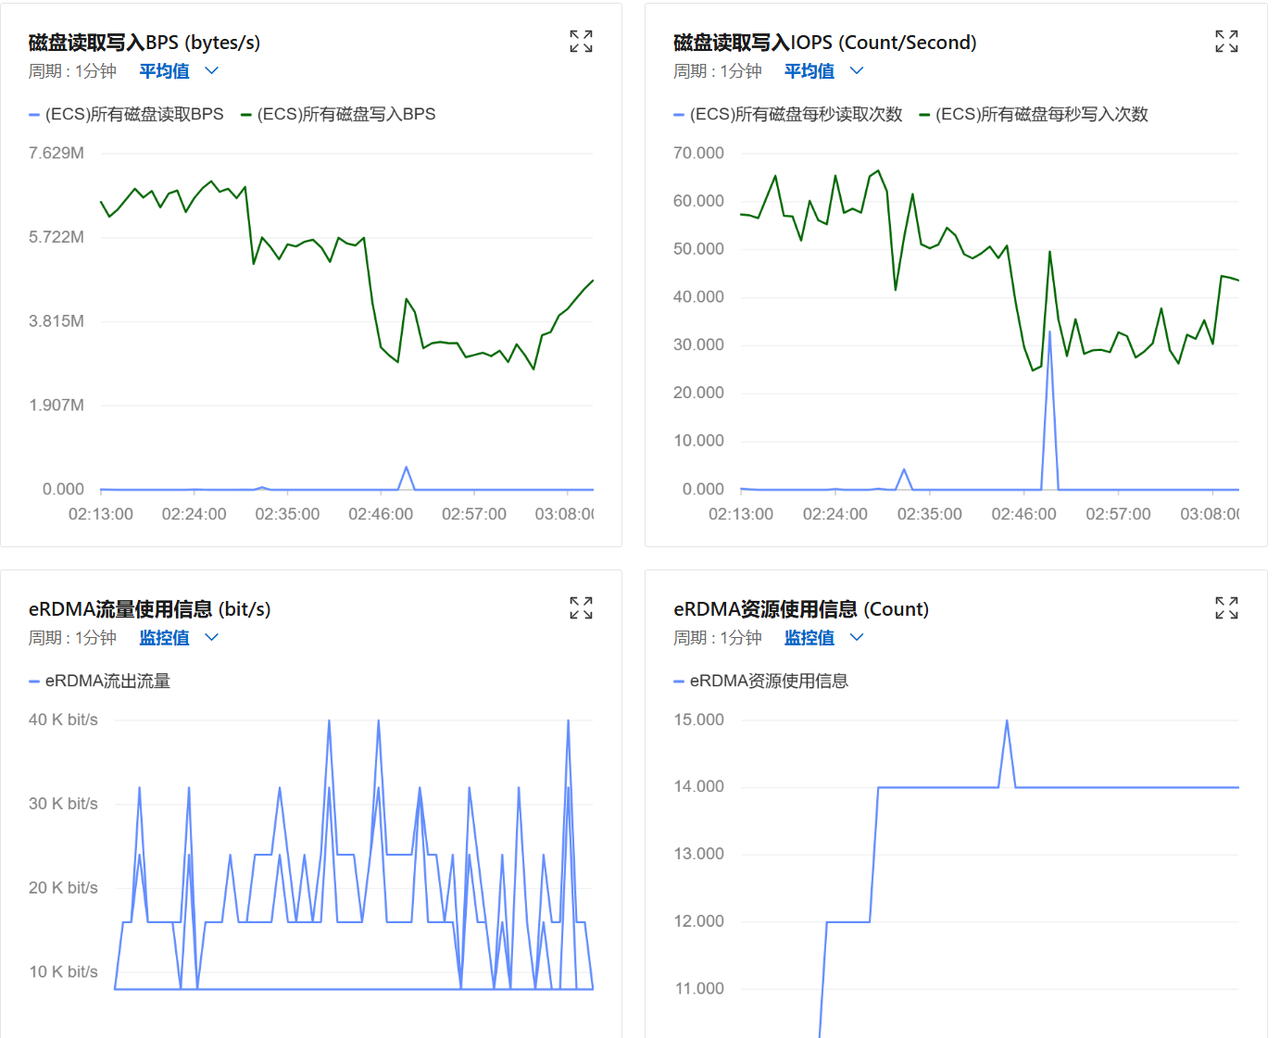 磁盘读取写入BPS (bytes/s)
周期 : 1分钟 平均值
(ECS)所有磁盘读取BPS (ECS)所有磁盘写入BPS
7.629M
5.722M
3.815M
1.907M
0.000
02:13:00 02:24:00 02:35:00 02:46:00 02:57:00 03:08:00
磁盘读取写入IOPS (Count/Second)
周期 : 1分钟 平均值
(ECS)所有磁盘每秒读取次数 (ECS)所有磁盘每秒写入次数
70.000
60.000
50.000
40.000
30.000
20.000
10.000
0.000
02:13:00 02:24:00 02:35:00 02:46:00 02:57:00 03:08:00
eRDMA流量使用信息 (bit/s)
周期 : 1分钟 监控值
eRDMA流出流量
40 K bit/s
30 K bit/s
20 K bit/s
10 K bit/s
eRDMA资源使用信息 (Count)
周期 : 1分钟 监控值
eRDMA资源使用信息
15.000
14.000
13.000
12.000
11.000